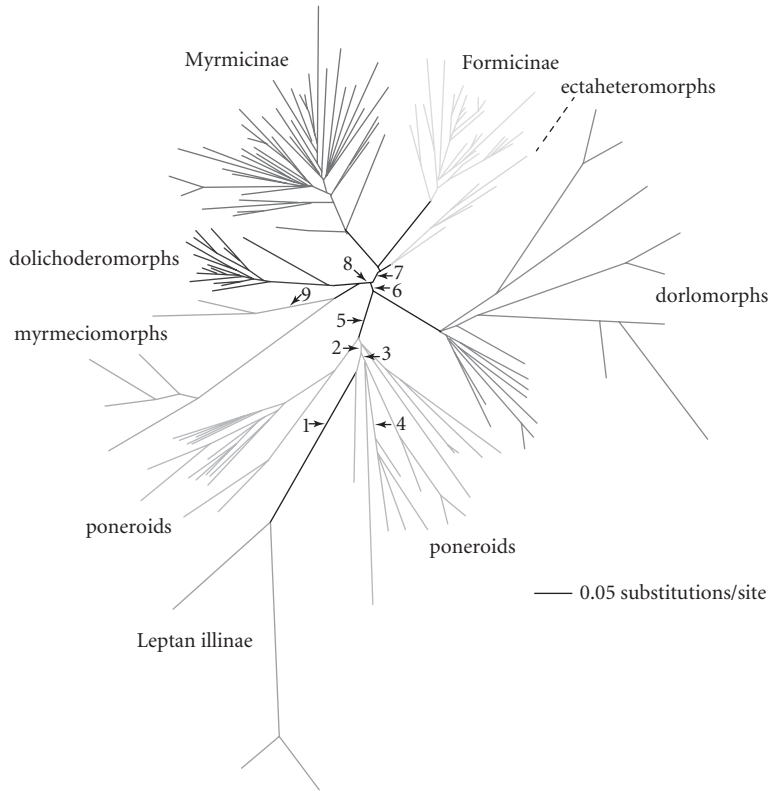 Myrmicinae
Formicinae
ectaheteromorphs
dolichoderomorphs
8
7
9
6
dorlomorphs
5
myrmeciomorphs
2
3
1
4
poneroids
poneroids
0.05 substitutions/site
Leptan illinae